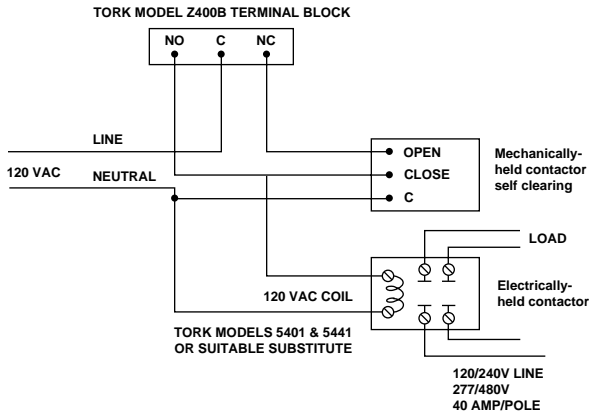 TORK MODEL Z400B TERMINAL BLOCK
NO C NC
LINE
120 VAC
NEUTRAL
OPEN
CLOSE
C
Mechanically-
held contactor
self clearing
LOAD
120 VAC COIL
Electrically-
held contactor
TORK MODELS 5401 & 5441
OR SUITABLE SUBSTITUTE
120/240V LINE
277/480V
40 AMP/POLE